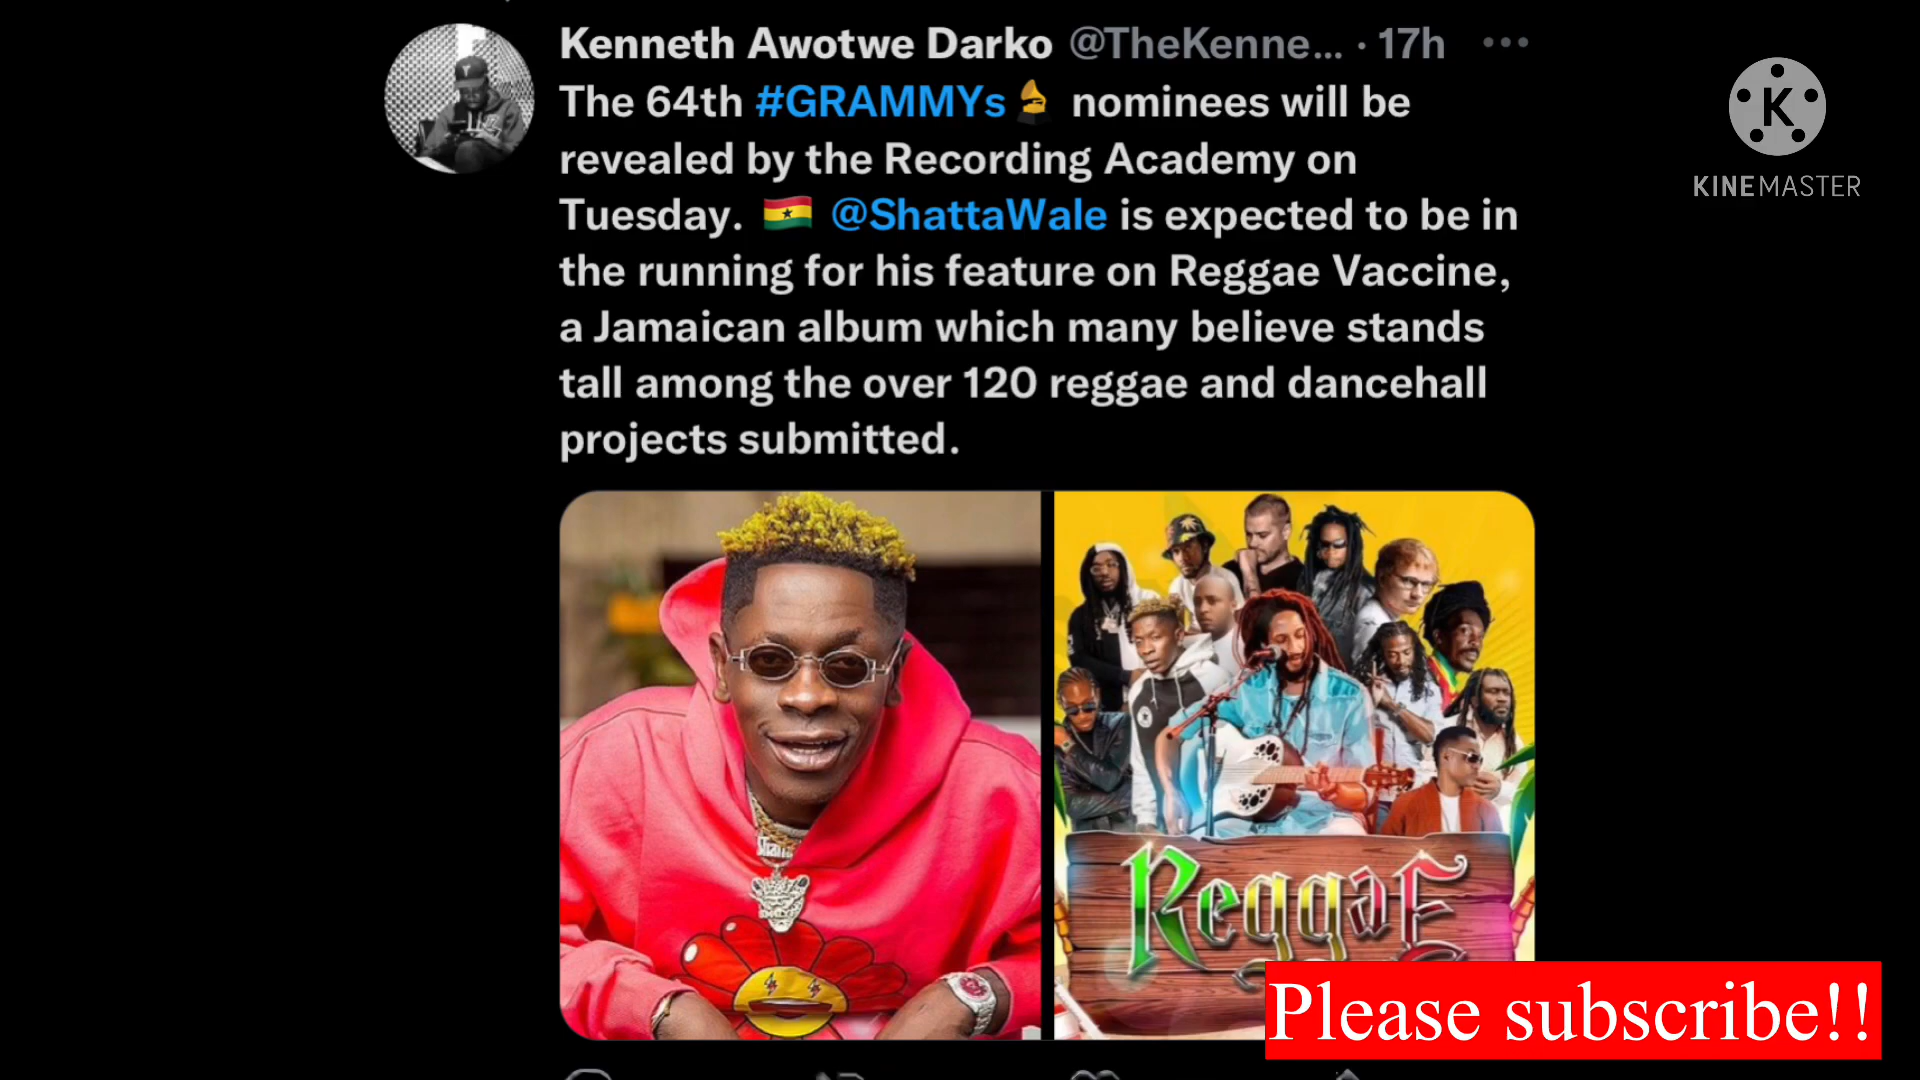 Kenneth Awotwe Darko @TheKenne... · 17h
The 64th #GRAMMYs nominees will be
revealed by the Recording Academy on
Tuesday. @ShattaWale is expected to be in
the running for his feature on Reggae Vaccine,
a Jamaican album which many believe stands
tall among the over 120 reggae and dancehall
projects submitted.
K
KINEMASTER
ReggaE
Please subscribe!!